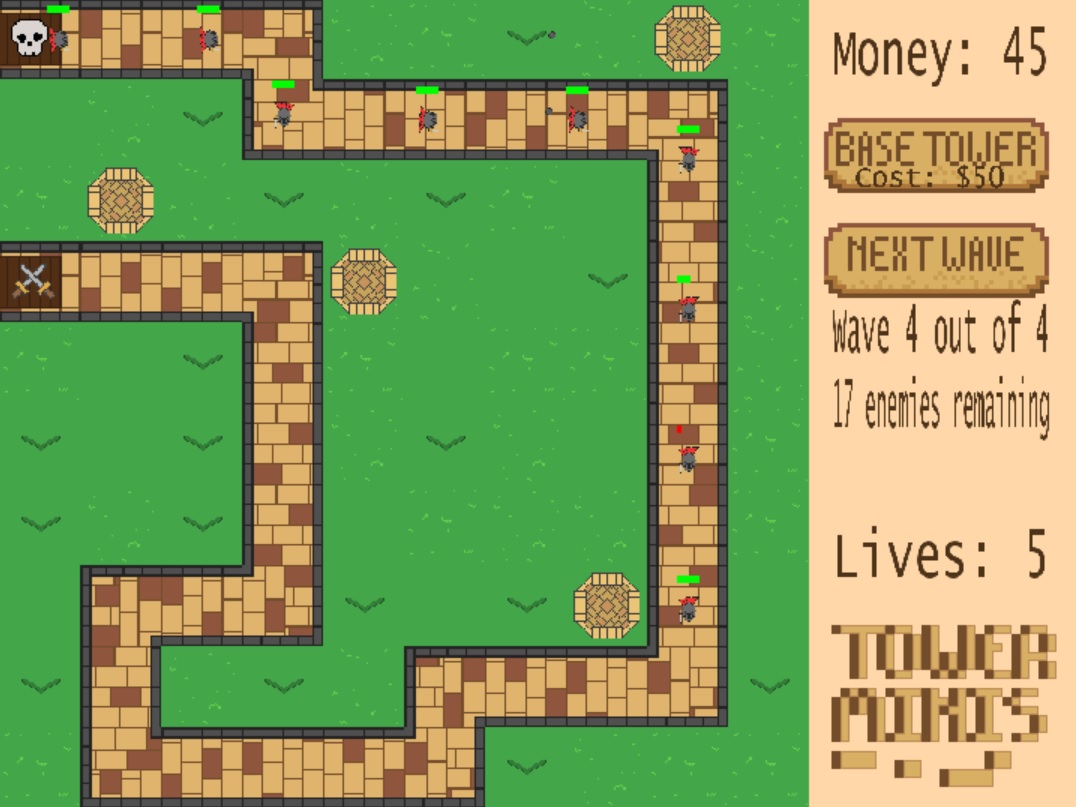 Money: 45
BASE TOWER
Cost: $50
NEXT WAVE
Wave 4 out of 4
17 enemies remaining
Lives: 5
TOWER
MINIS